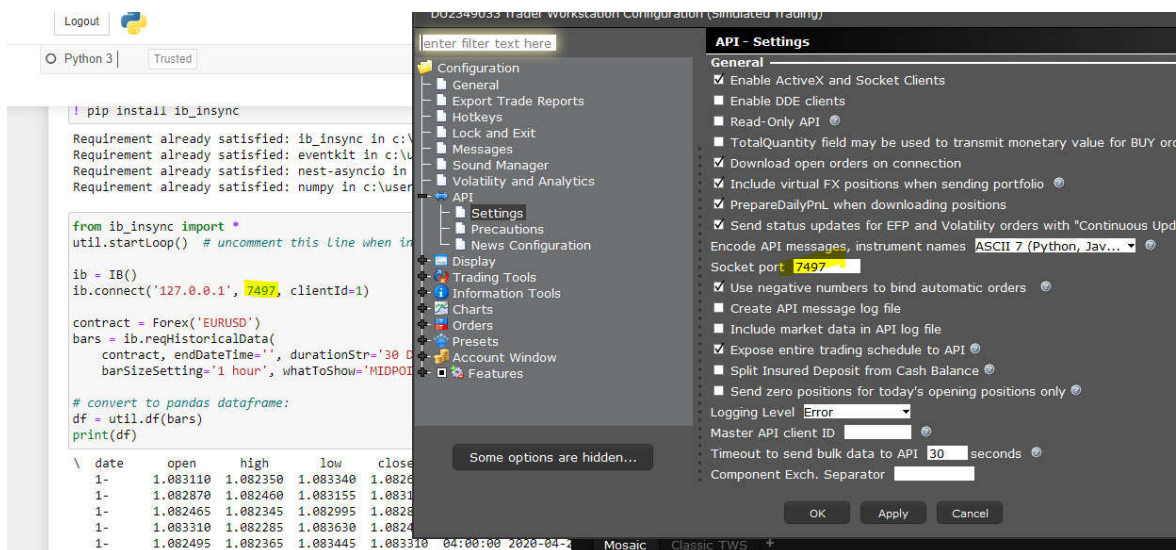 Logout
Python 3
Trusted
! pip install ib_insync
Requirement already satisfied: ib_insync in c:\
Requirement already satisfied: eventkit in c:\u
Requirement already satisfied: nest-asyncio in
Requirement already satisfied: numpy in c:\user
from ib_insync import *
util.startLoop() # uncomment this line when in
ib = IB()
ib.connect('127.0.0.1', 7497, clientId=1)
contract = Forex('EURUSD')
bars = ib.reqHistoricalData(
contract, endDateTime='', durationStr='30 D
barSizeSetting='1 hour', whatToShow='MIDPOI
# convert to pandas dataframe:
df = util.df(bars)
print(df)
\ date open high low close
1- 1.083110 1.082350 1.083340 1.0826
1- 1.082870 1.082460 1.083155 1.0831
1- 1.082465 1.082345 1.082995 1.0828
1- 1.083310 1.082285 1.083630 1.0824
1- 1.082495 1.082365 1.083445 1.083310 04:00:00 2020-04-2
DU2349033 Trader Workstation Configuration (Simulated Trading)
enter filter text here
Configuration
General
Export Trade Reports
Hotkeys
Lock and Exit
Messages
Sound Manager
Volatility and Analytics
API
Settings
Precautions
News Configuration
Display
Trading Tools
Information Tools
Charts
Orders
Presets
Account Window
Features
Some options are hidden...
API - Settings
General
Enable ActiveX and Socket Clients
Enable DDE clients
Read-Only API
TotalQuantity field may be used to transmit monetary value for BUY ord
Download open orders on connection
Include virtual FX positions when sending portfolio
PrepareDailyPnL when downloading positions
Send status updates for EFP and Volatility orders with "Continuous Upd
Encode API messages, instrument names ASCII 7 (Python, Jav...
Socket port 7497
Use negative numbers to bind automatic orders
Create API message log file
Include market data in API log file
Expose entire trading schedule to API
Split Insured Deposit from Cash Balance
Send zero positions for today's opening positions only
Logging Level Error
Master API client ID
Timeout to send bulk data to API 30 seconds
Component Exch. Separator
OK Apply Cancel
Mosaic Classic TWS +